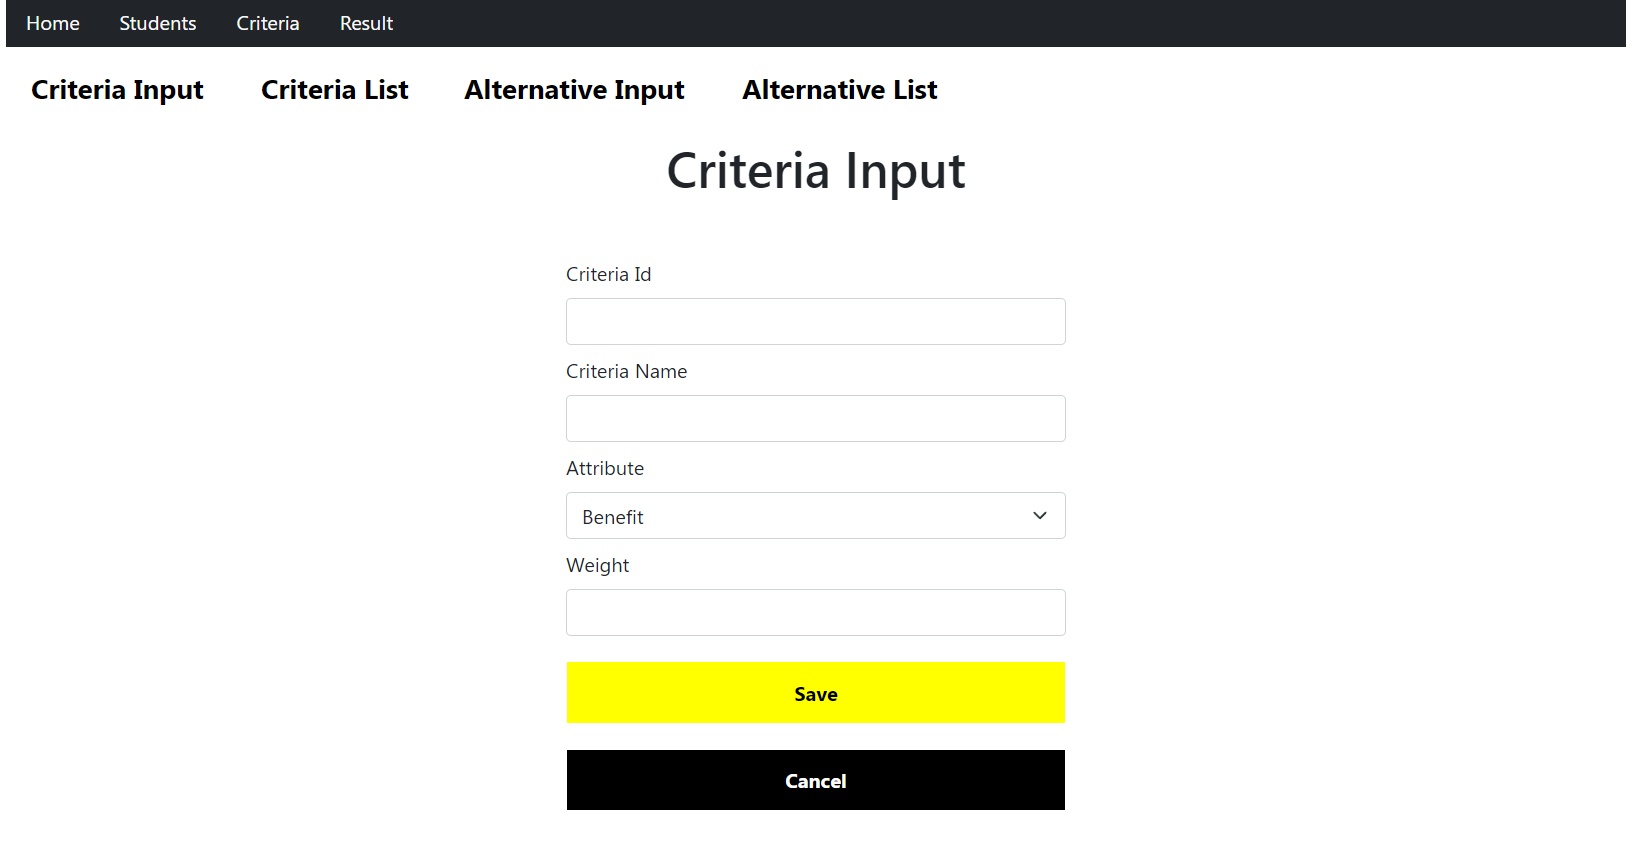 Home Students Criteria Result
Criteria Input Criteria List Alternative Input Alternative List
Criteria Input
Criteria Id
Criteria Name
Attribute
Benefit
Weight
Save
Cancel